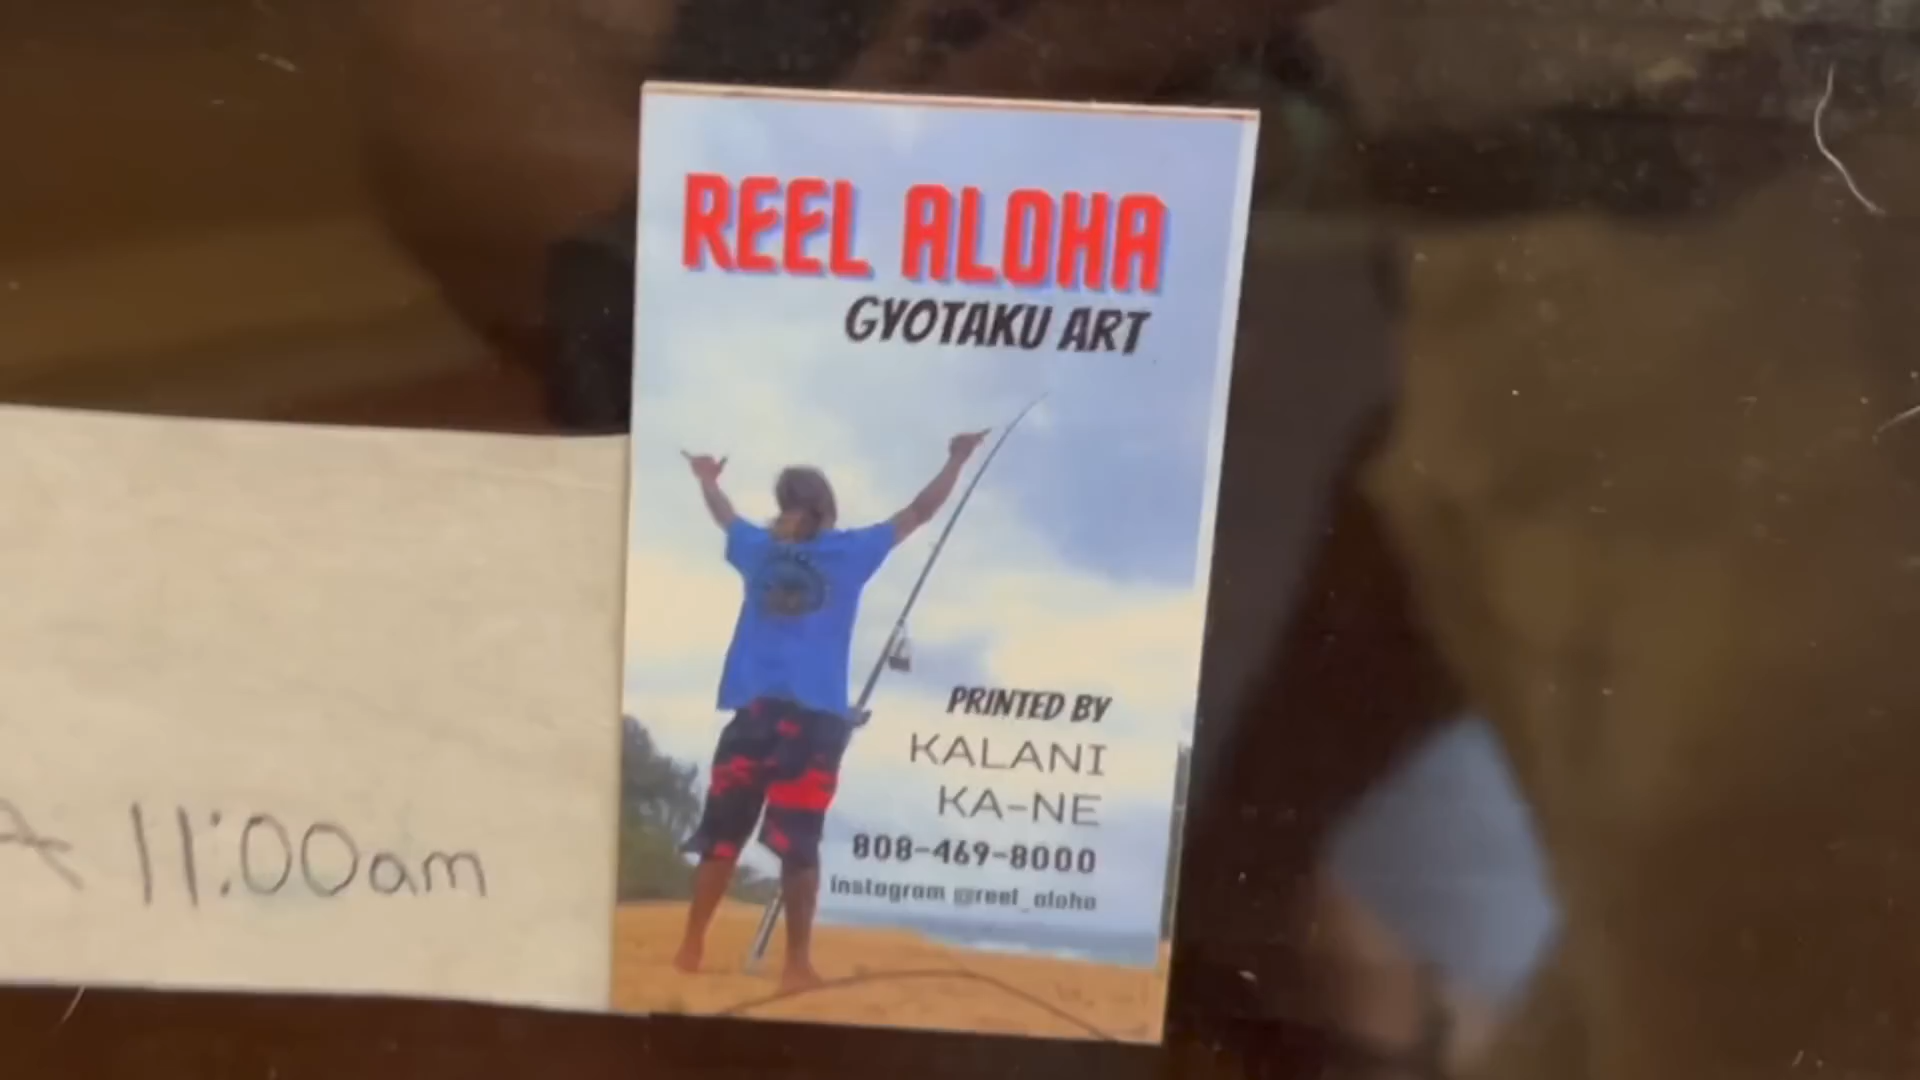 REEL ALOHA
GYOTAKU ART
PRINTED BY
KALANI
KA-NE
808-469-8000
instagram @reel_aloha
11:00am